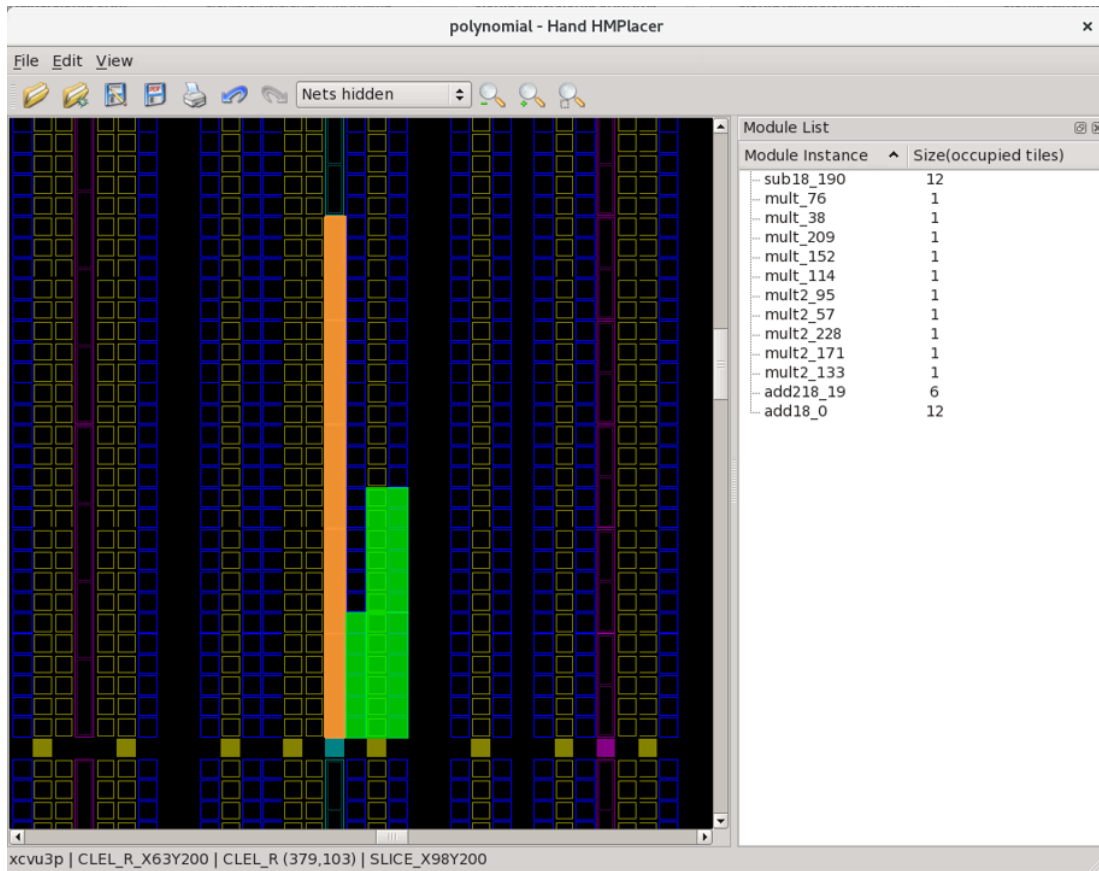 polynomial - Hand HMPlacer
File Edit View
PDF Nets hidden
Module List
Module Instance Size(occupied tiles)
sub18_190 12
mult_76 1
mult_38 1
mult_209 1
mult_152 1
mult_114 1
mult2_95 1
mult2_57 1
mult2_228 1
mult2_171 1
mult2_133 1
add218_19 6
add18_0 12
xcvu3p | CLEL_R_X63Y200 | CLEL_R (379,103) | SLICE_X98Y200